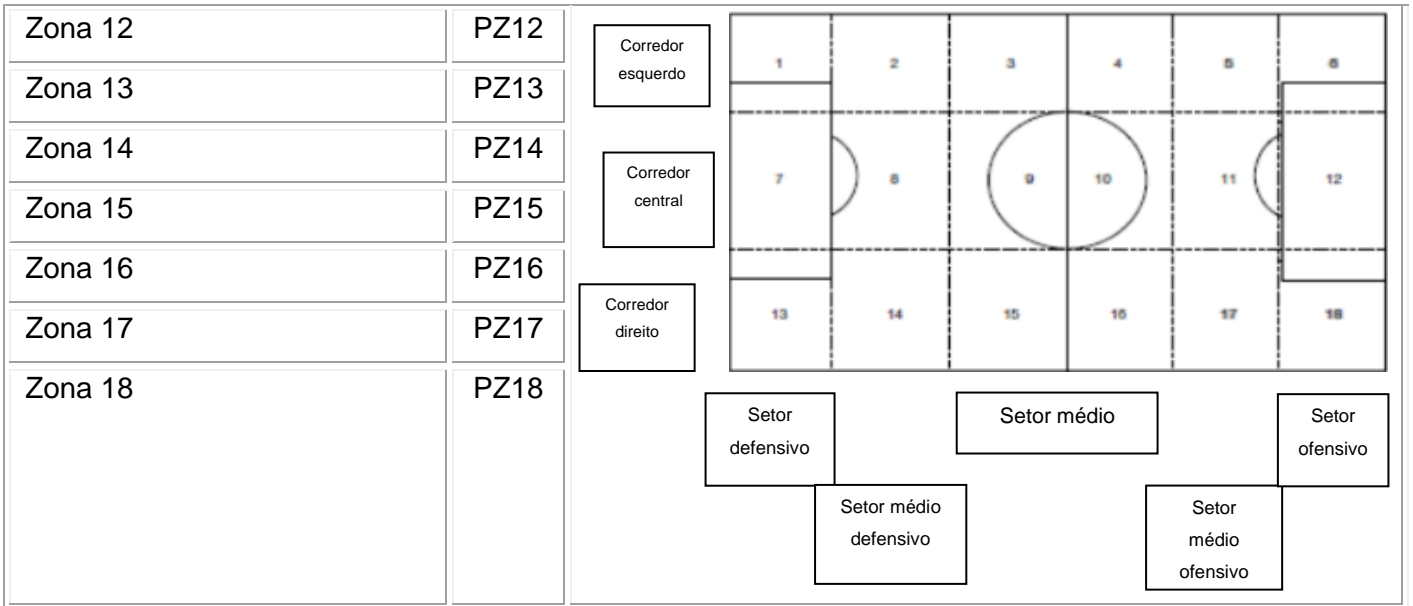 Zona 12 PZ12
Zona 13 PZ13
Zona 14 PZ14
Zona 15 PZ15
Zona 16 PZ16
Zona 17 PZ17
Zona 18 PZ18
Corredor
esquerdo
Corredor
central
Corredor
direito
1 2 3 4 5 6
7 8 9 10 11 12
13 14 15 16 17 18
Setor
defensivo
Setor médio
defensivo
Setor médio
Setor
médio
ofensivo
Setor
ofensivo